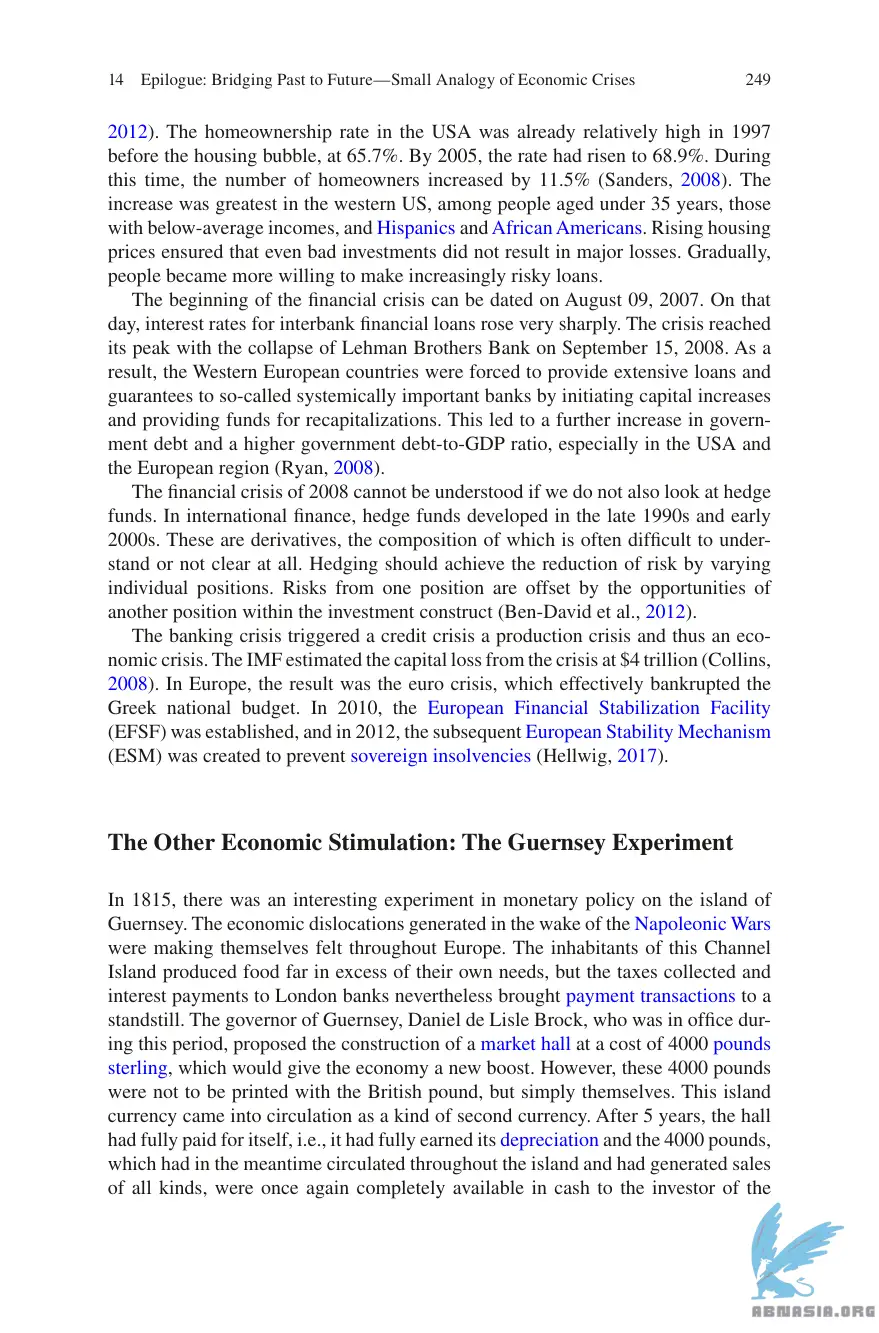 14 Epilogue: Bridging Past to Future—Small Analogy of Economic Crises 249
2012). The homeownership rate in the USA was already relatively high in 1997
before the housing bubble, at 65.7%. By 2005, the rate had risen to 68.9%. During
this time, the number of homeowners increased by 11.5% (Sanders, 2008). The
increase was greatest in the western US, among people aged under 35 years, those
with below-average incomes, and Hispanics and African Americans. Rising housing
prices ensured that even bad investments did not result in major losses. Gradually,
people became more willing to make increasingly risky loans.
The beginning of the financial crisis can be dated on August 09, 2007. On that
day, interest rates for interbank financial loans rose very sharply. The crisis reached
its peak with the collapse of Lehman Brothers Bank on September 15, 2008. As a
result, the Western European countries were forced to provide extensive loans and
guarantees to so-called systemically important banks by initiating capital increases
and providing funds for recapitalizations. This led to a further increase in govern-
ment debt and a higher government debt-to-GDP ratio, especially in the USA and
the European region (Ryan, 2008).
The financial crisis of 2008 cannot be understood if we do not also look at hedge
funds. In international finance, hedge funds developed in the late 1990s and early
2000s. These are derivatives, the composition of which is often difficult to under-
stand or not clear at all. Hedging should achieve the reduction of risk by varying
individual positions. Risks from one position are offset by the opportunities of
another position within the investment construct (Ben-David et al., 2012).
The banking crisis triggered a credit crisis a production crisis and thus an eco-
nomic crisis. The IMF estimated the capital loss from the crisis at $4 trillion (Collins,
2008). In Europe, the result was the euro crisis, which effectively bankrupted the
Greek national budget. In 2010, the European Financial Stabilization Facility
(EFSF) was established, and in 2012, the subsequent European Stability Mechanism
(ESM) was created to prevent sovereign insolvencies (Hellwig, 2017).
The Other Economic Stimulation: The Guernsey Experiment
In 1815, there was an interesting experiment in monetary policy on the island of
Guernsey. The economic dislocations generated in the wake of the Napoleonic Wars
were making themselves felt throughout Europe. The inhabitants of this Channel
Island produced food far in excess of their own needs, but the taxes collected and
interest payments to London banks nevertheless brought payment transactions to a
standstill. The governor of Guernsey, Daniel de Lisle Brock, who was in office dur-
ing this period, proposed the construction of a market hall at a cost of 4000 pounds
sterling, which would give the economy a new boost. However, these 4000 pounds
were not to be printed with the British pound, but simply themselves. This island
currency came into circulation as a kind of second currency. After 5 years, the hall
had fully paid for itself, i.e., it had fully earned its depreciation and the 4000 pounds,
which had in the meantime circulated throughout the island and had generated sales
of all kinds, were once again completely available in cash to the investor of the
ABNASIA.ORG